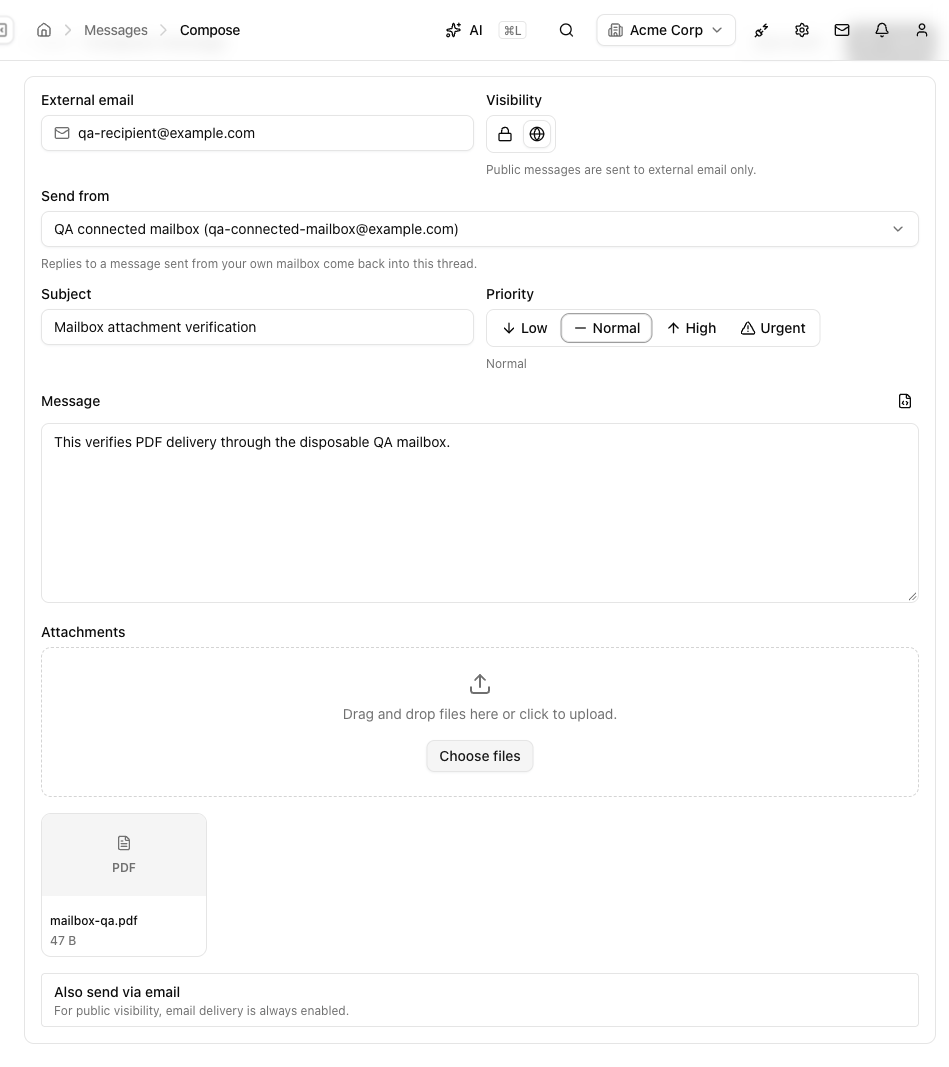 Messages
Compose
AI
⌘L
Acme Corp
External email
qa-recipient@example.com
Visibility
Public messages are sent to external email only.
Send from
QA connected mailbox (qa-connected-mailbox@example.com)
Replies to a message sent from your own mailbox come back into this thread.
Subject
Mailbox attachment verification
Priority
Low
Normal
High
Urgent
Normal
Message
This verifies PDF delivery through the disposable QA mailbox.
Attachments
Drag and drop files here or click to upload.
Choose files
PDF
mailbox-qa.pdf
47 B
Also send via email
For public visibility, email delivery is always enabled.